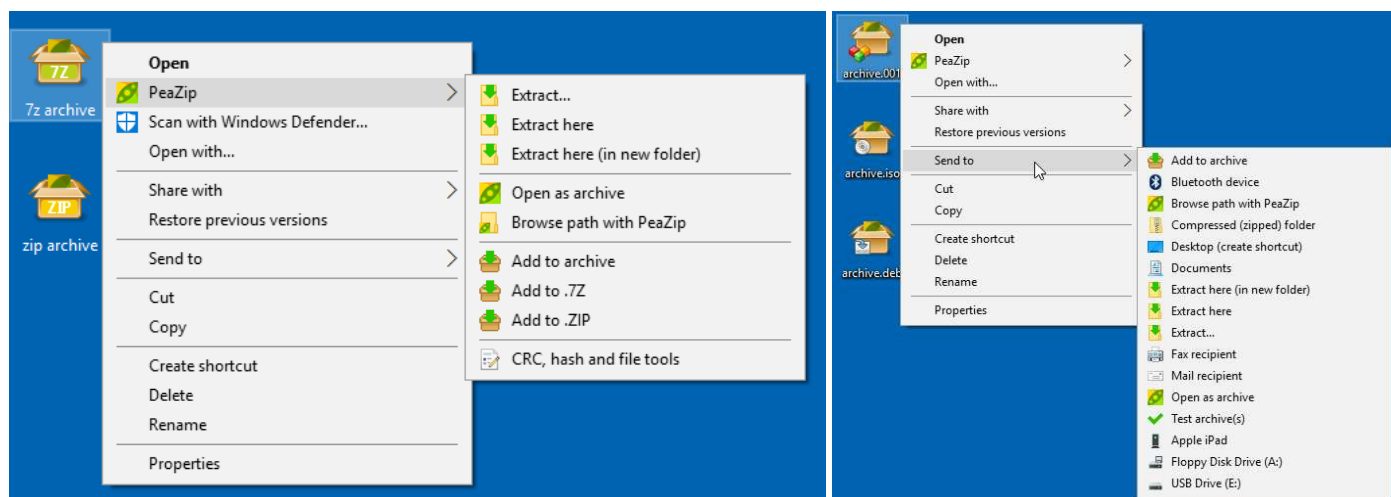 7Z
7z archive
ZIP
zip archive
Open
PeaZip
Scan with Windows Defender...
Open with...
Share with
Restore previous versions
Send to
Cut
Copy
Create shortcut
Delete
Rename
Properties
Extract...
Extract here
Extract here (in new folder)
Open as archive
Browse path with PeaZip
Add to archive
Add to .7Z
Add to .ZIP
CRC, hash and file tools
archive.001
archive.iso
archive.deb
Open
PeaZip
Open with...
Share with
Restore previous versions
Send to
Cut
Copy
Create shortcut
Delete
Rename
Properties
Add to archive
Bluetooth device
Browse path with PeaZip
Compressed (zipped) folder
Desktop (create shortcut)
Documents
Extract here (in new folder)
Extract here
Extract...
Fax recipient
Mail recipient
Open as archive
Test archive(s)
Apple iPad
Floppy Disk Drive (A:)
USB Drive (E:)